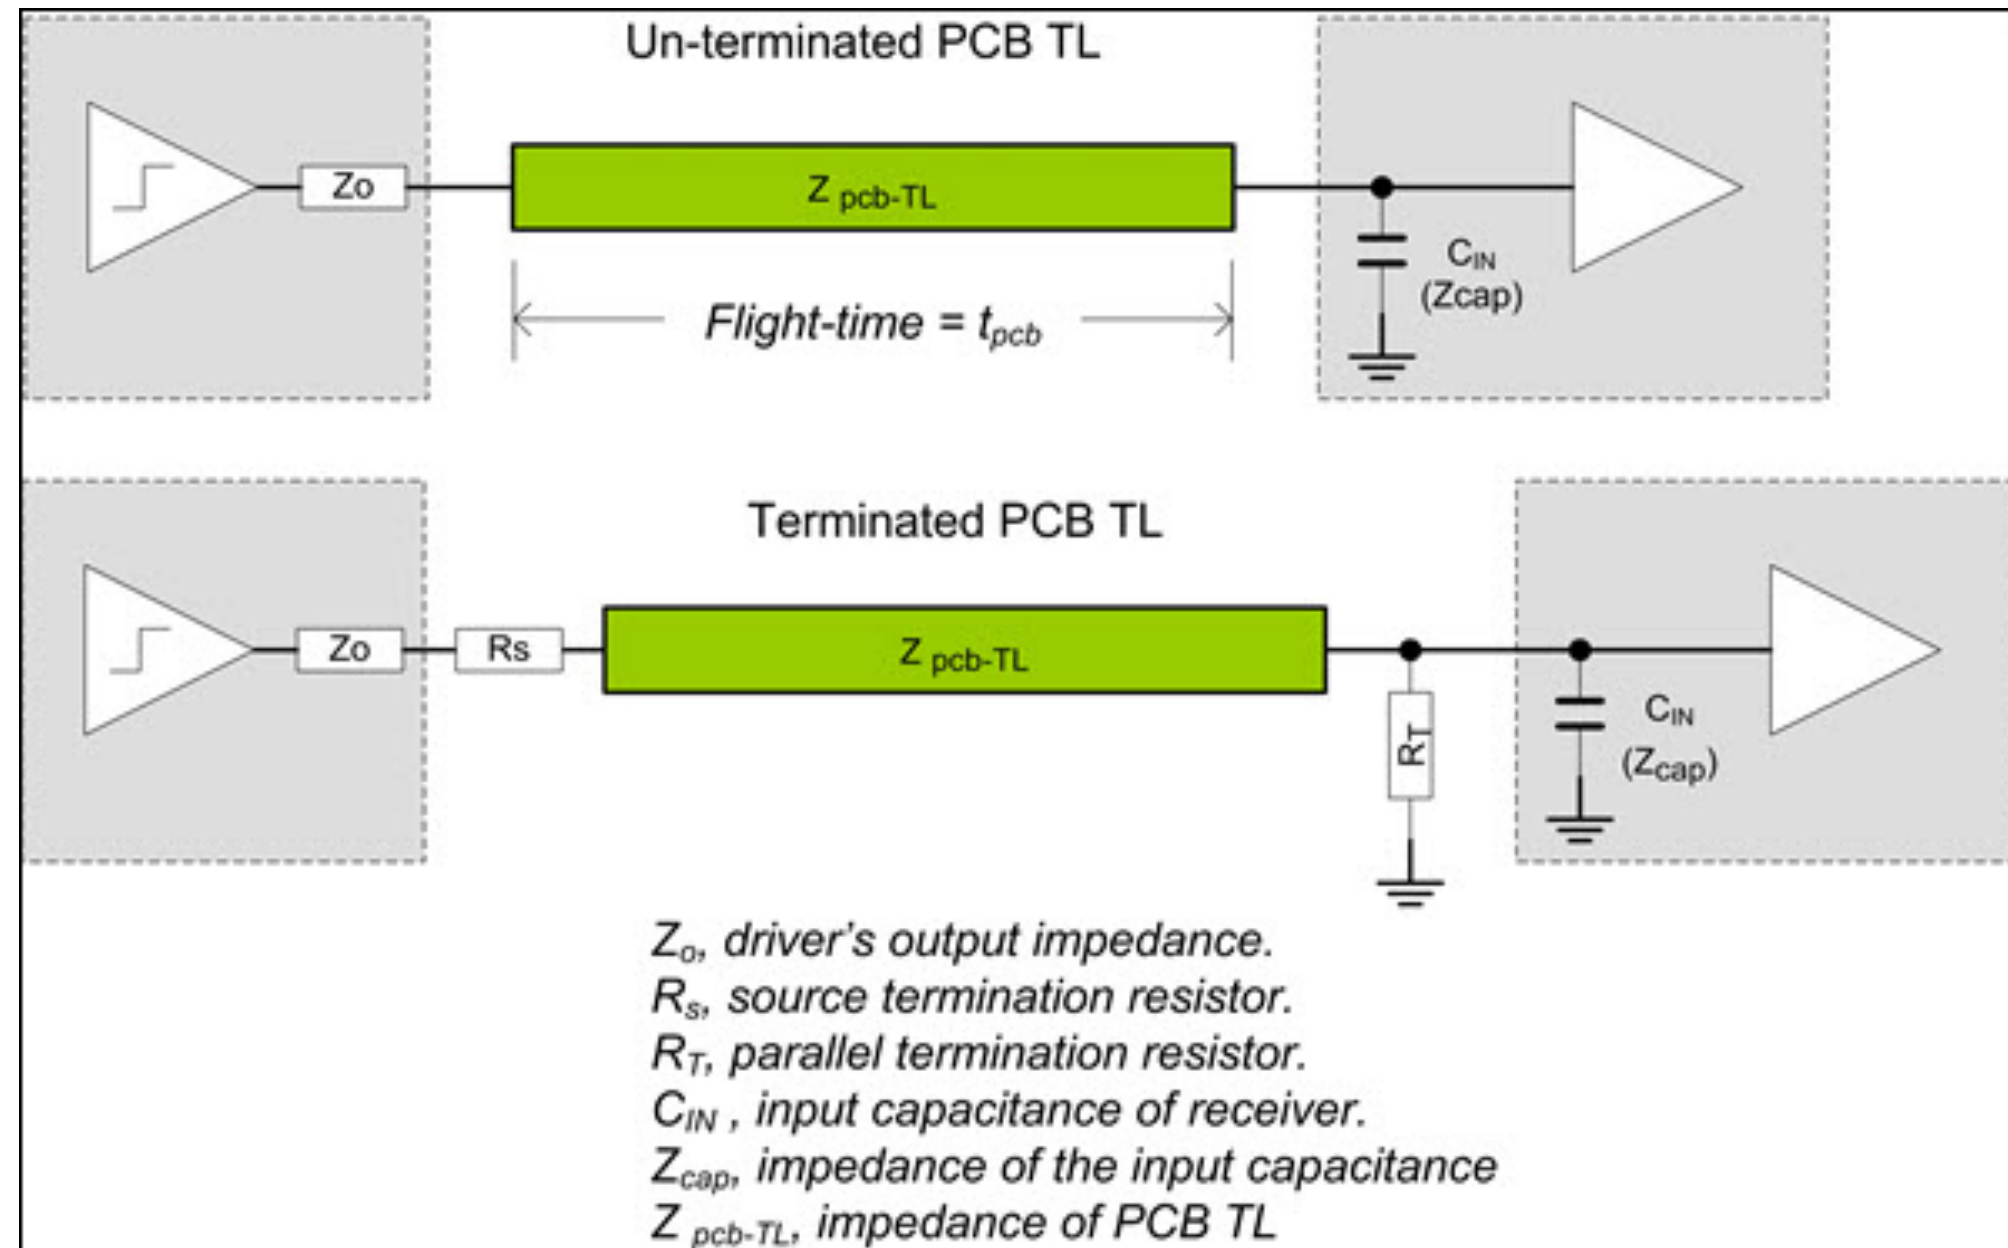 Un-terminated PCB TL
Zo
Z pcb-TL
CIN
(Zcap)
Flight-time = tpcb
Terminated PCB TL
Zo
Rs
Z pcb-TL
RT
CIN
(Zcap)
Zo, driver's output impedance.
Rs, source termination resistor.
RT, parallel termination resistor.
CIN , input capacitance of receiver.
Zcap, impedance of the input capacitance
Z pcb-TL, impedance of PCB TL